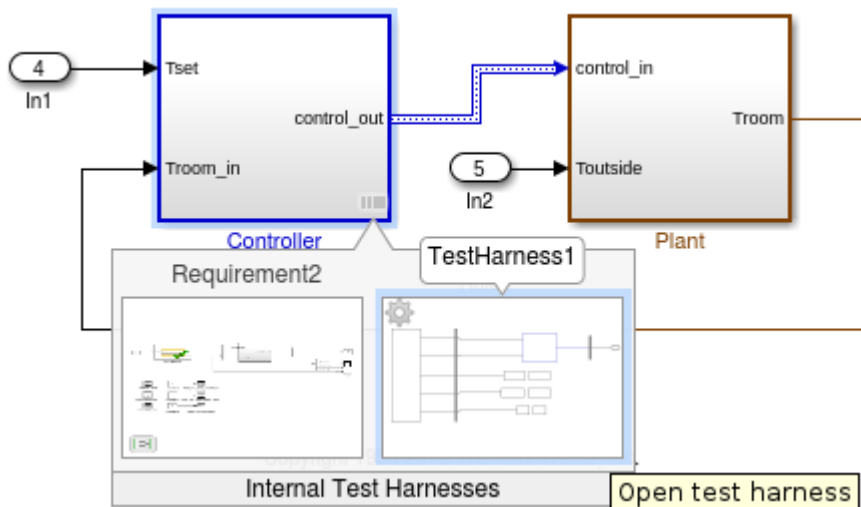 4
In1
Tset
control_out
Troom_in
Controller
5
In2
control_in
Troom
Toutside
Plant
Requirement2
TestHarness1
Internal Test Harnesses
Open test harness